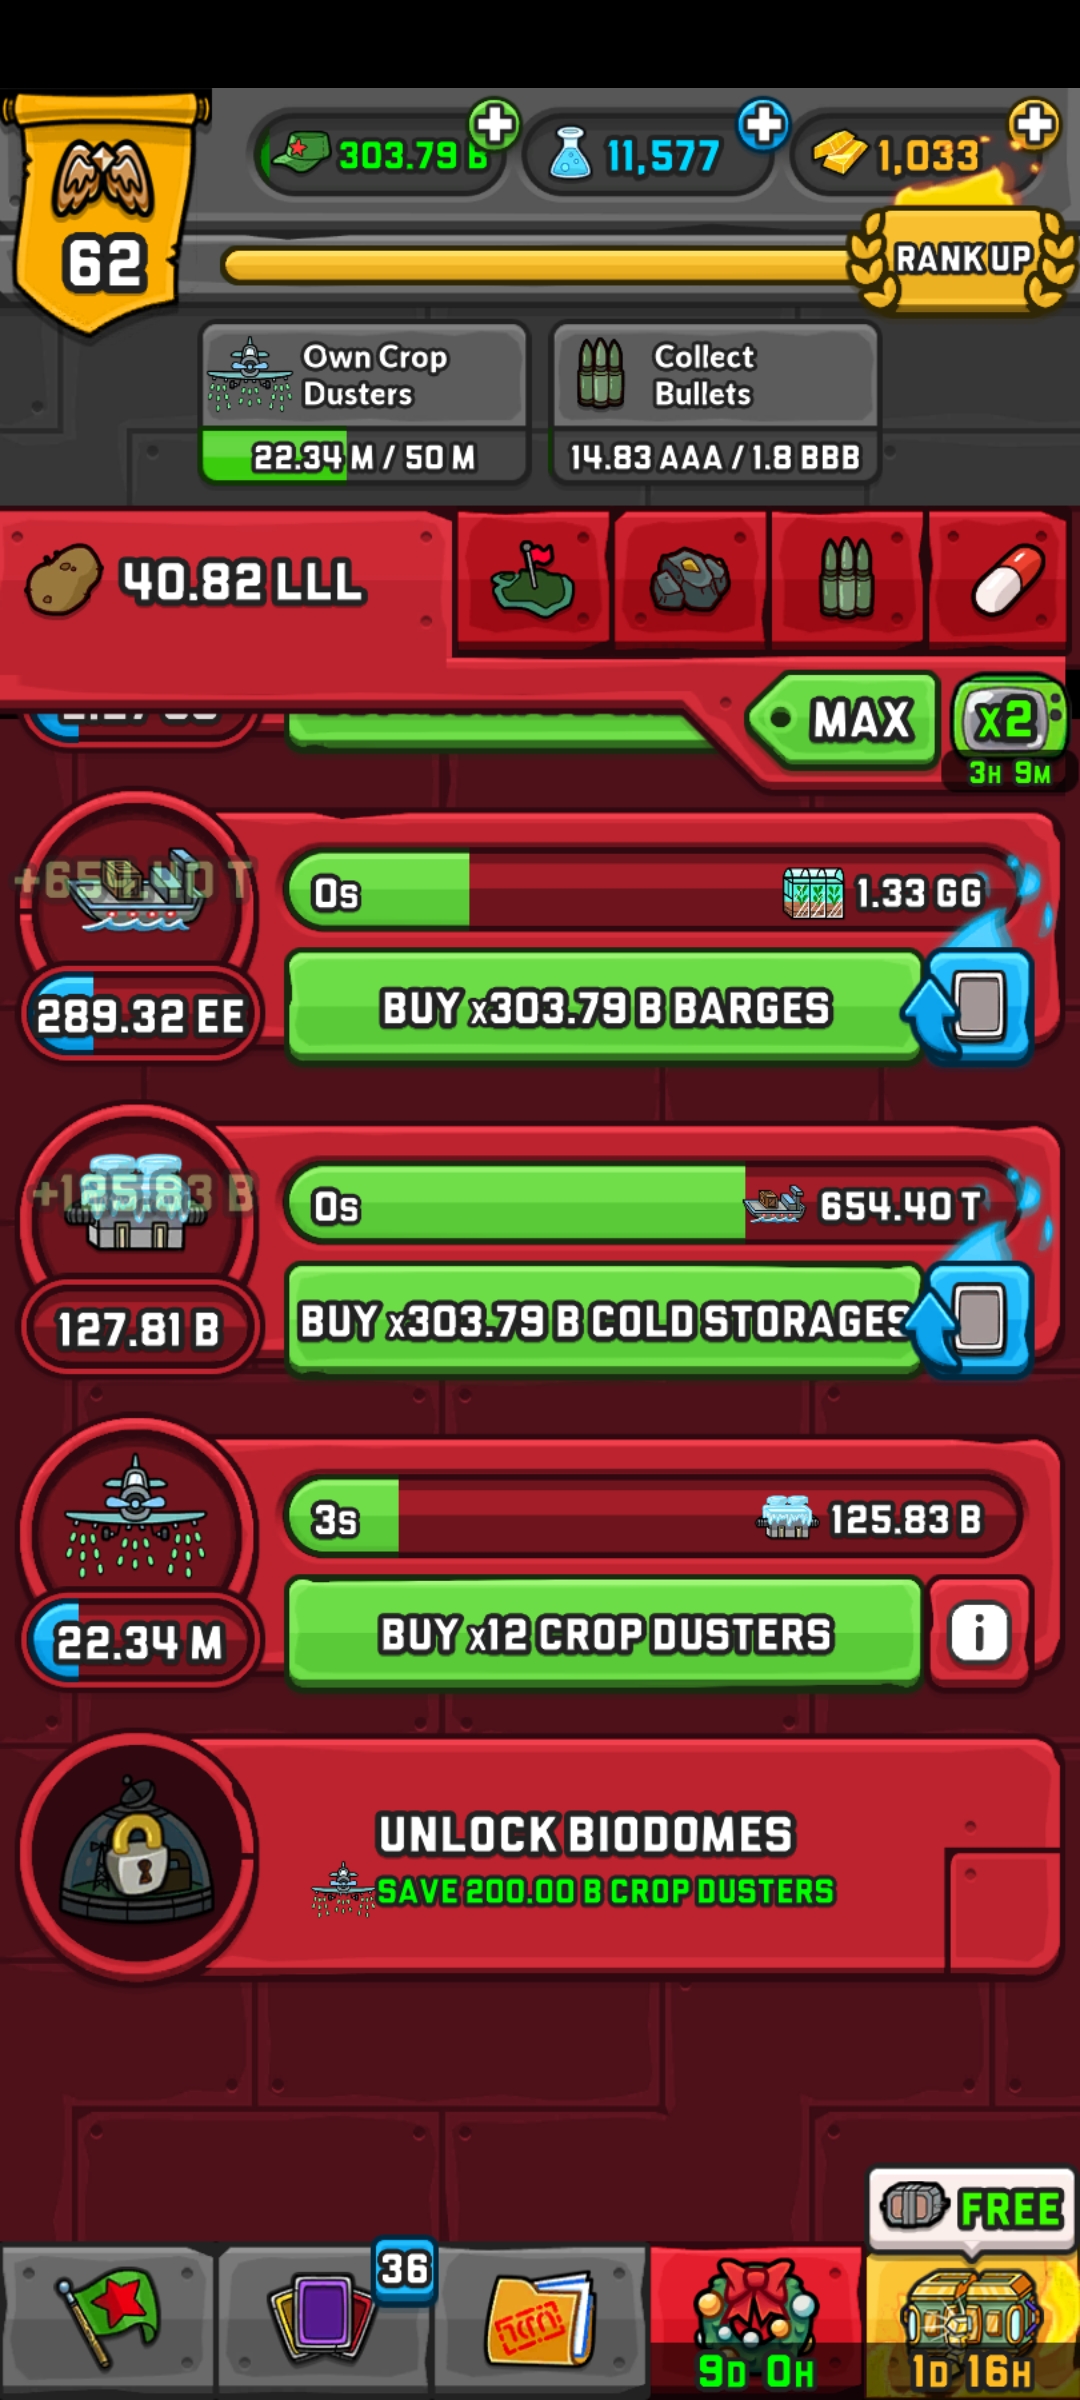 303.79 B
11,577
1,033
62
RANK UP
Own Crop
Dusters
22.34 M / 50 M
Collect
Bullets
14.83 AAA / 1.8 BBB
40.82 LLL
MAX
x2
3H 9M
0s
1.33 GG
289.32 EE
BUY x303.79 B BARGES
+125.83 B
0s
654.40 T
127.81 B
BUY x303.79 B COLD STORAGES
3s
125.83 B
22.34 M
BUY x12 CROP DUSTERS
UNLOCK BIODOMES
SAVE 200.00 B CROP DUSTERS
FREE
36
9D 0H
1D 16H